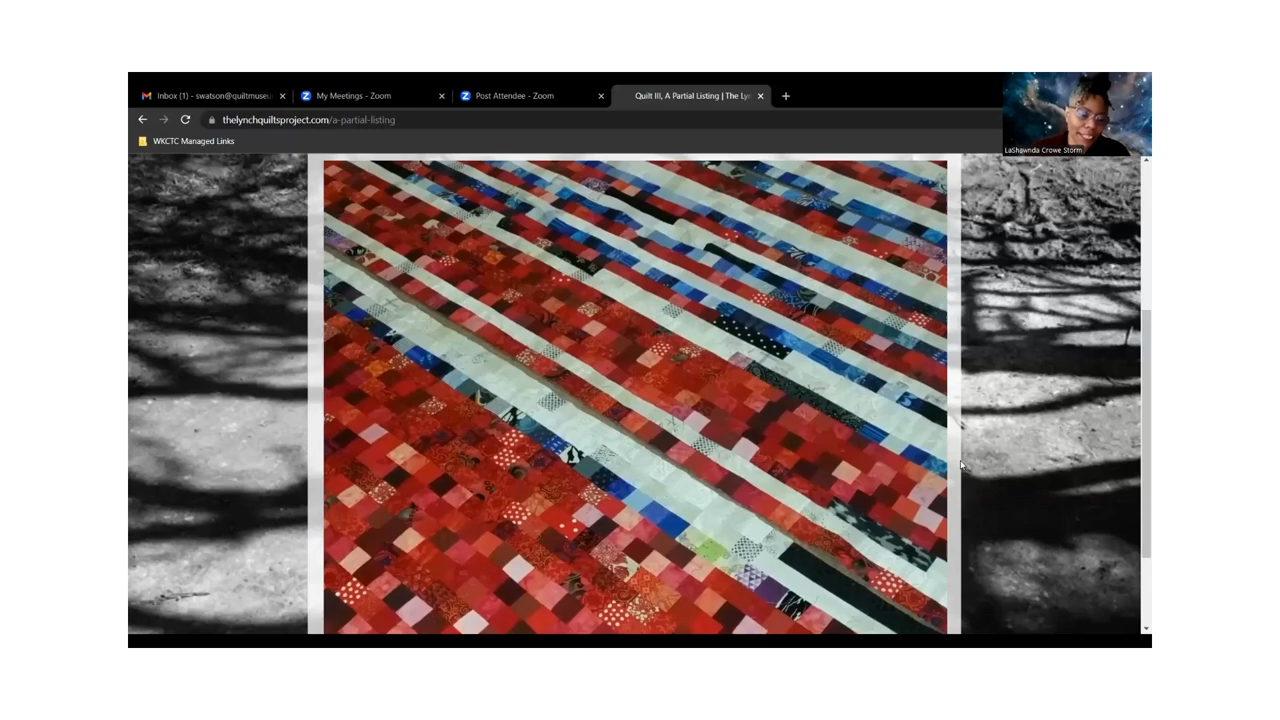 Inbox (1) - swatson@quiltmuseu
My Meetings - Zoom
Post Attendee - Zoom
Quilt III, A Partial Listing | The Ly
thelynchquiltsproject.com/a-partial-listing
WKCTC Managed Links
LaShawnda Crowe Storm